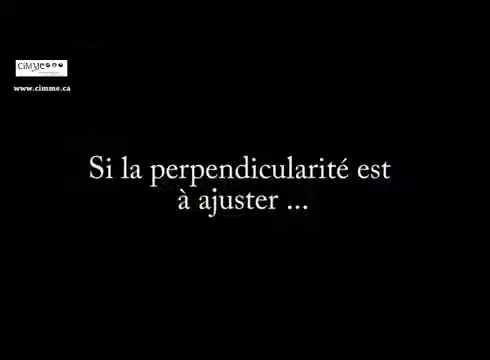 CiMMe
www.cimme.ca
Si la perpendicularité est
à ajuster ...